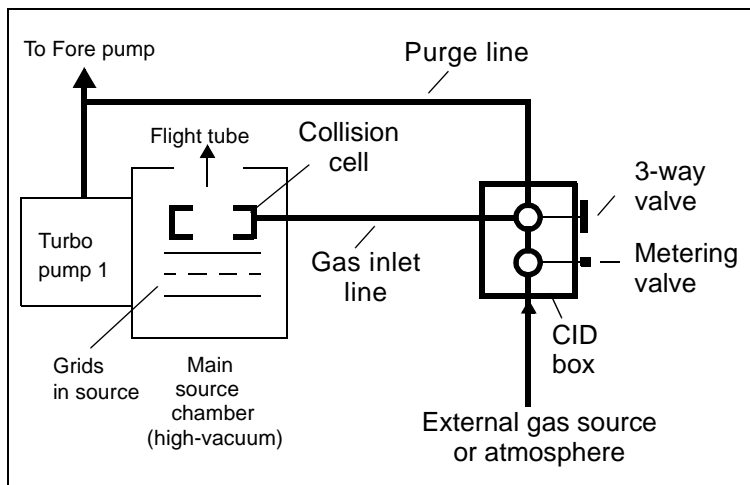 To Fore pump
Purge line
Flight tube
Collision
cell
3-way
valve
Turbo
pump 1
Gas inlet
line
Metering
valve
CID
box
Grids
in source
Main
source
chamber
(high-vacuum)
External gas source
or atmosphere